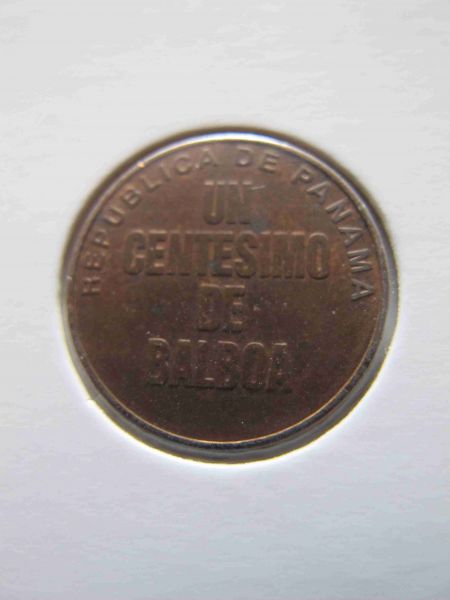 REPUBLICA DE PANAMA
UN
CENTESIMO
DE
BALBOA